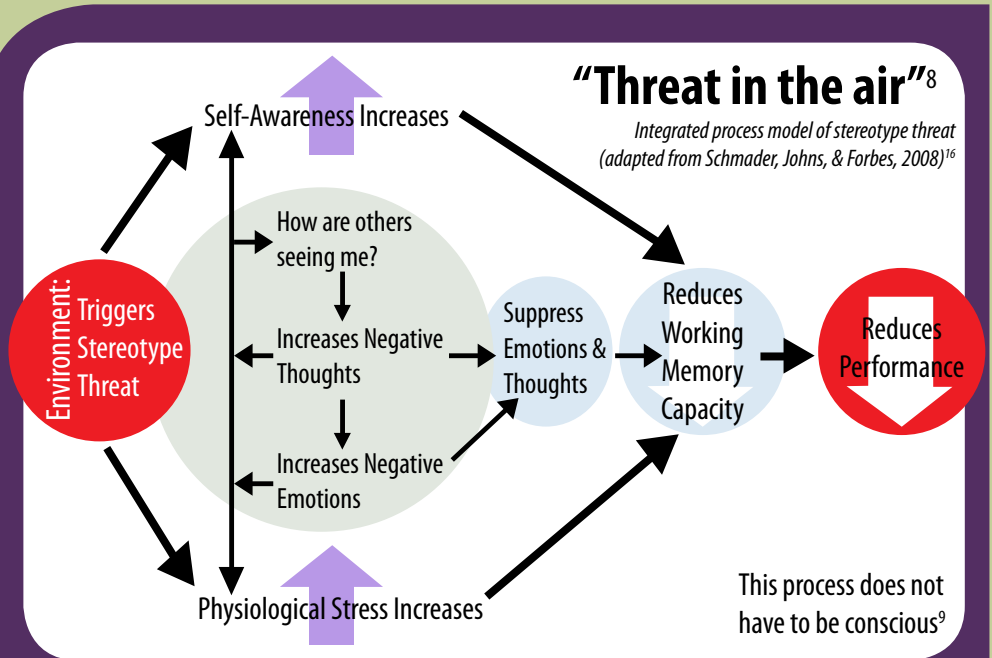 “Threat in the air”8
Integrated process model of stereotype threat
(adapted from Schmader, Johns, & Forbes, 2008)16
Self-Awareness Increases
How are others
seeing me?
Environment:
Triggers
Stereotype
Threat
Increases Negative
Thoughts
Increases Negative
Emotions
Suppress
Emotions &
Thoughts
Reduces
Working
Memory
Capacity
Reduces
Performance
Physiological Stress Increases
This process does not
have to be conscious9